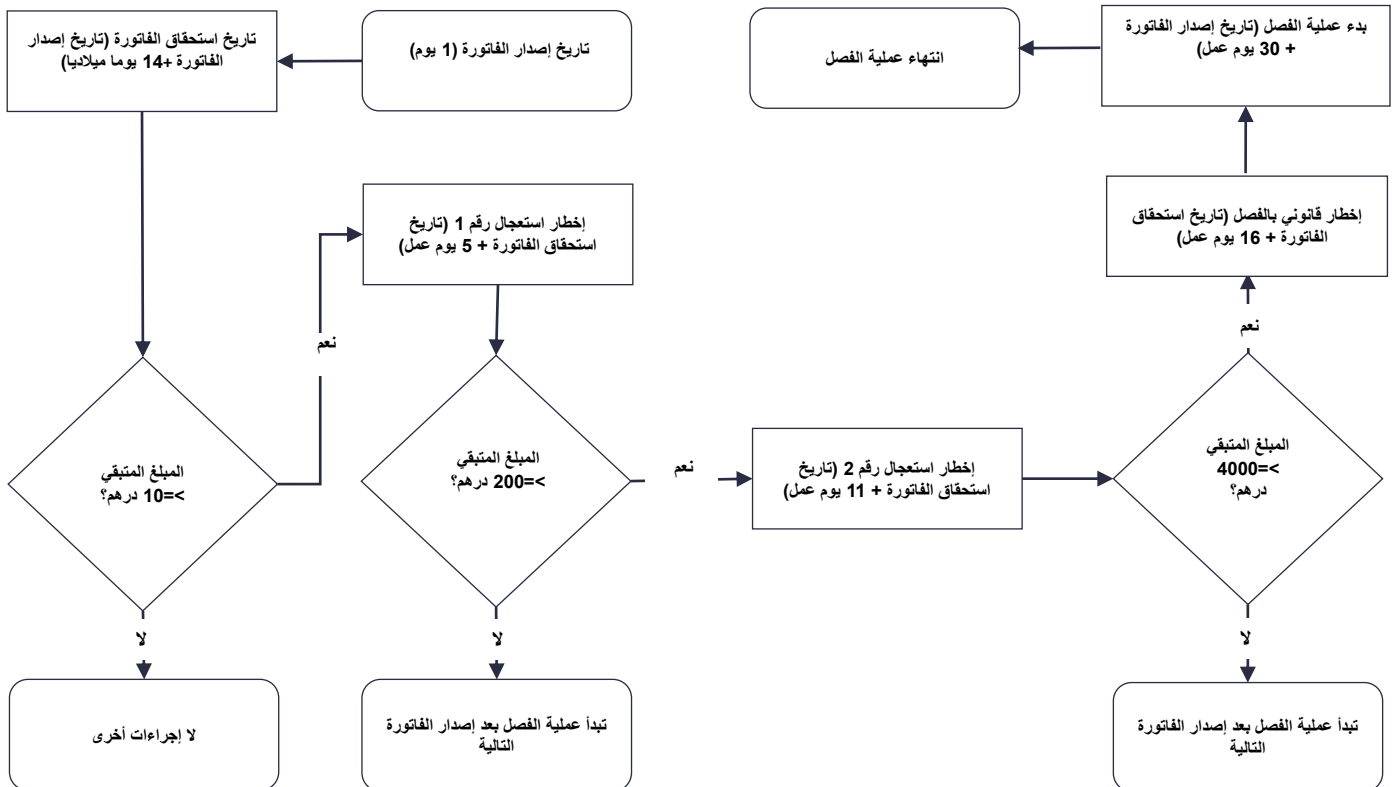 تاريخ إصدار الفاتورة (1 يوم)
تاريخ استحقاق الفاتورة (تاريخ إصدار
الفاتورة +14 يوما ميلاديا)
المبلغ المتبقي
>=10 درهم؟
لا
لا إجراءات أخرى
نعم
إخطار استعجال رقم 1 (تاريخ
استحقاق الفاتورة + 5 يوم عمل)
المبلغ المتبقي
>=200 درهم؟
لا
تبدأ عملية الفصل بعد إصدار الفاتورة
التالية
نعم
إخطار استعجال رقم 2 (تاريخ
استحقاق الفاتورة + 11 يوم عمل)
المبلغ المتبقي
>=4000
درهم؟
لا
تبدأ عملية الفصل بعد إصدار الفاتورة
التالية
نعم
إخطار قانوني بالفصل (تاريخ استحقاق
الفاتورة + 16 يوم عمل)
بدء عملية الفصل (تاريخ إصدار الفاتورة
+ 30 يوم عمل)
انتهاء عملية الفصل